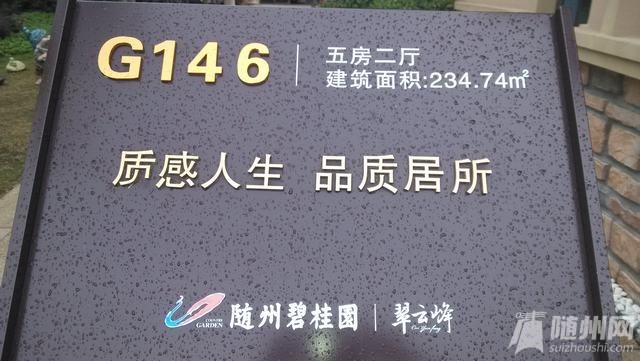 G146
五房二厅
建筑面积:234.74㎡
质感人生 品质居所
COUNTRY GARDEN
随州碧桂園
翠云峰
随州网
suizhoushi.com